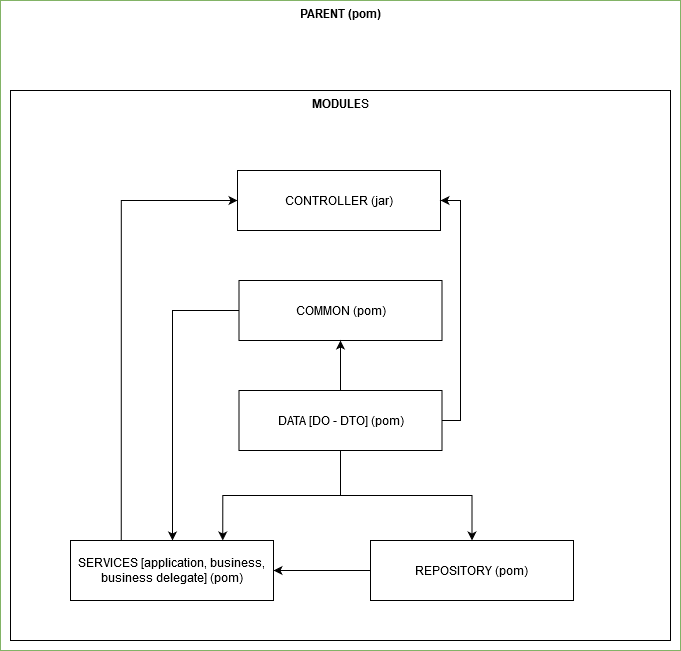 PARENT (pom)
MODULES
CONTROLLER (jar)
COMMON (pom)
DATA [DO - DTO] (pom)
SERVICES [application, business,
business delegate] (pom)
REPOSITORY (pom)